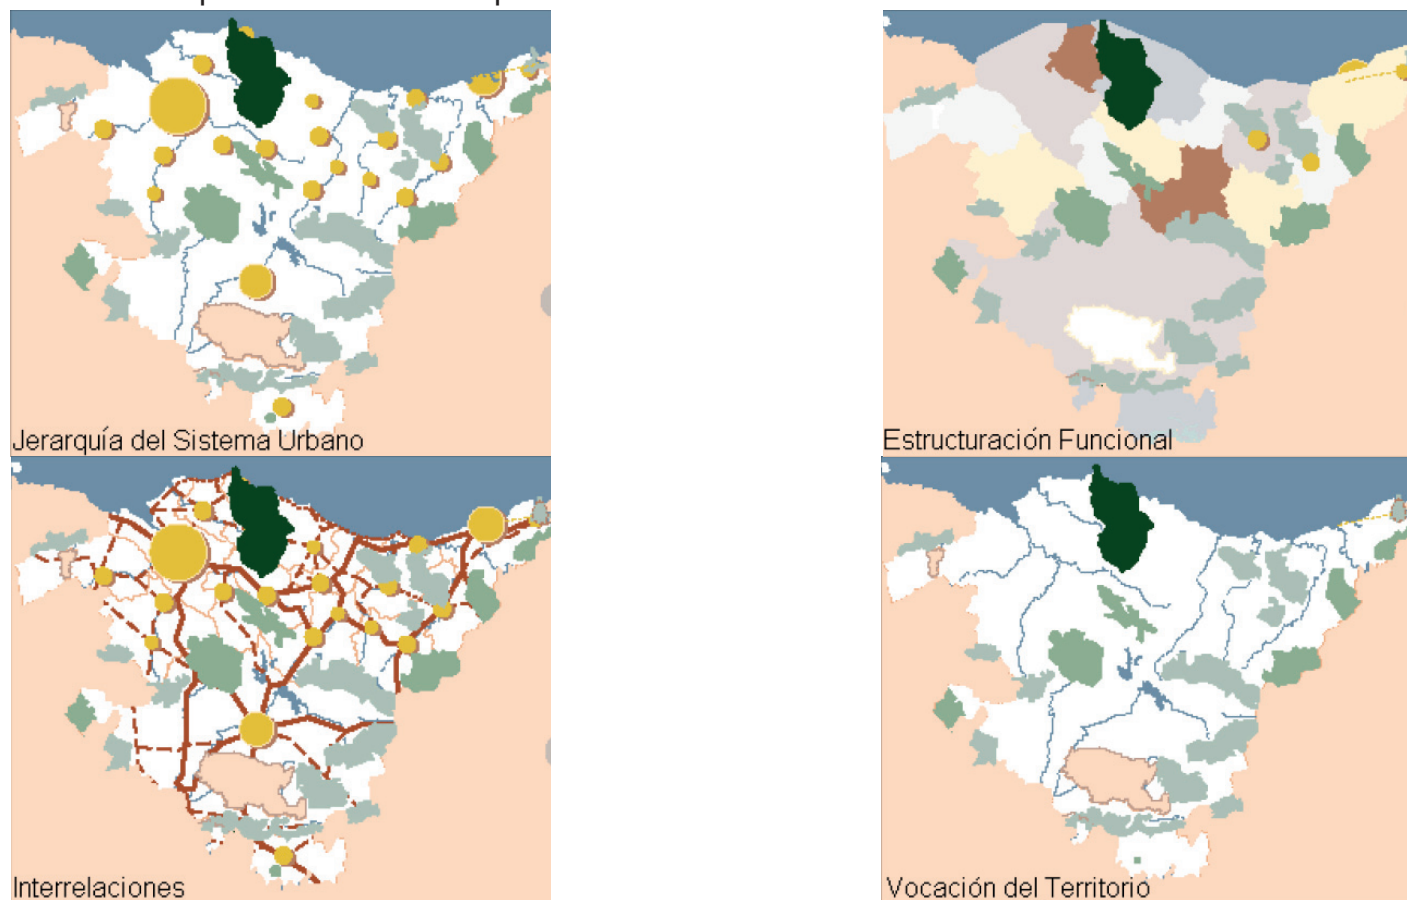 Jerarquía del Sistema Urbano
Estructuración Funcional
Interrelaciones
Vocación del Territorio